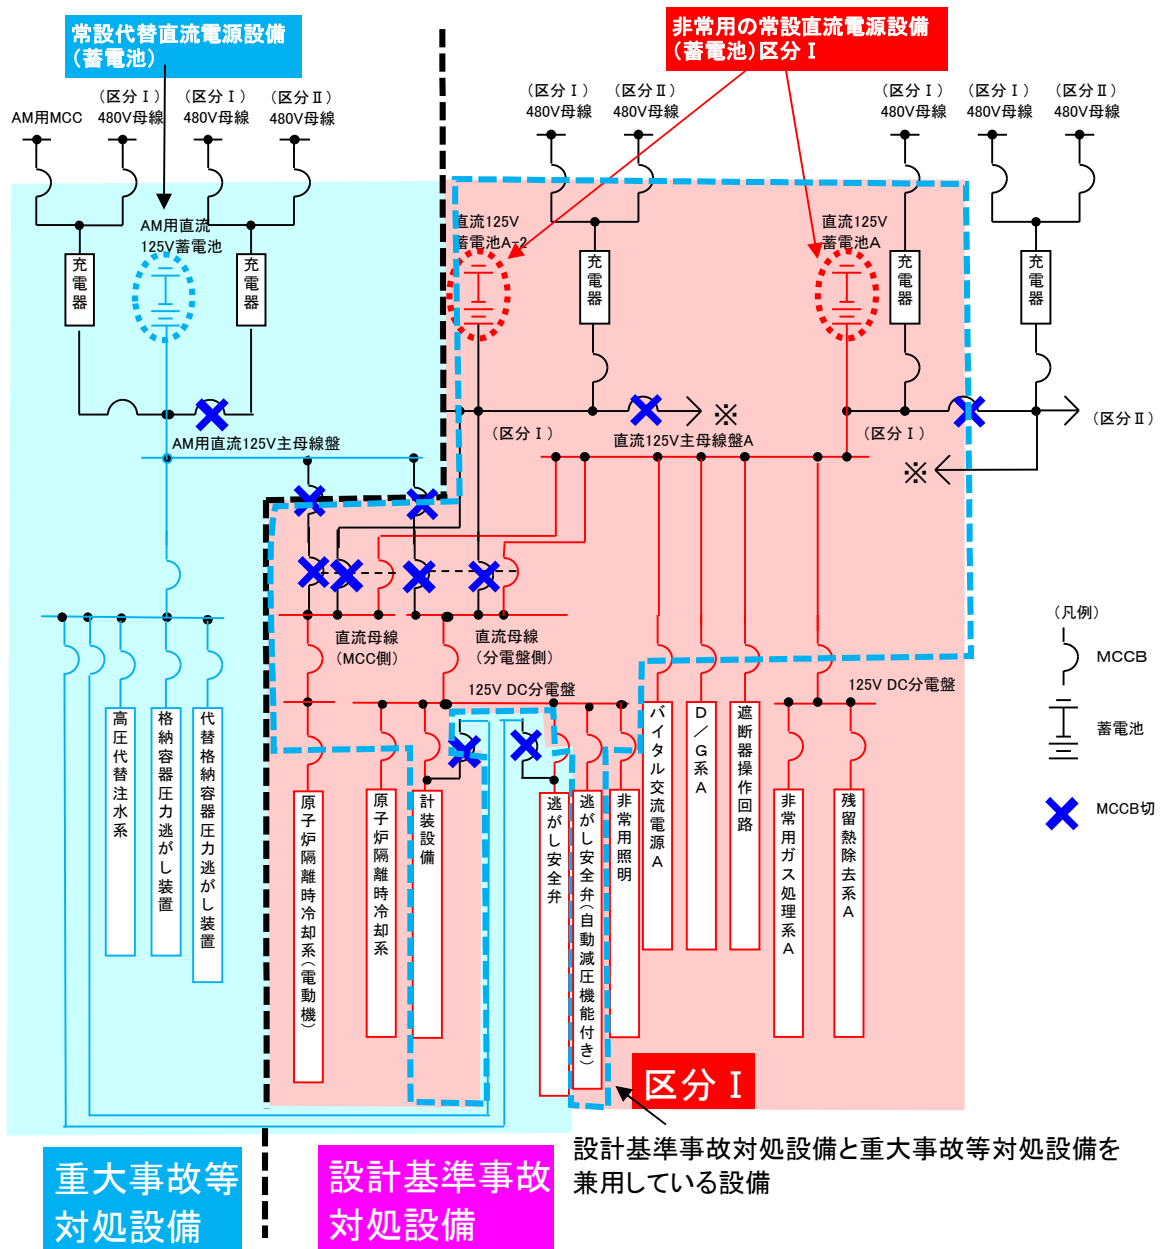 常設代替直流電源設備
(蓄電池)
非常用の常設直流電源設備
(蓄電池)区分Ⅰ
AM用MCC
(区分Ⅰ)
480V母線
(区分Ⅰ)
480V母線
(区分Ⅱ)
480V母線
(区分Ⅰ)
480V母線
(区分Ⅱ)
480V母線
(区分Ⅰ)
480V母線
(区分Ⅰ)
480V母線
(区分Ⅱ)
480V母線
AM用直流
125V蓄電池
直流125V
蓄電池A-2
直流125V
蓄電池A
充電器
充電器
充電器
充電器
充電器
※
(区分Ⅱ)
(区分Ⅰ)
(区分Ⅰ)
AM用直流125V主母線盤
直流125V主母線盤A
※
直流母線
(MCC側)
直流母線
(分電盤側)
125V DC分電盤
125V DC分電盤
(凡例)
MCCB
蓄電池
MCCB切
高圧代替注水系
格納容器圧力逃がし装置
代替格納容器圧力逃がし装置
原子炉隔離時冷却系(電動機)
原子炉隔離時冷却系
計装設備
逃がし安全弁
逃がし安全弁(自動減圧機能付き)
非常用照明
バイタル交流電源A
D/G系A
遮断器操作回路
非常用ガス処理系A
残留熱除去系A
区分Ⅰ
設計基準事故対処設備と重大事故等対処設備を
兼用している設備
重大事故等
対処設備
設計基準事故
対処設備